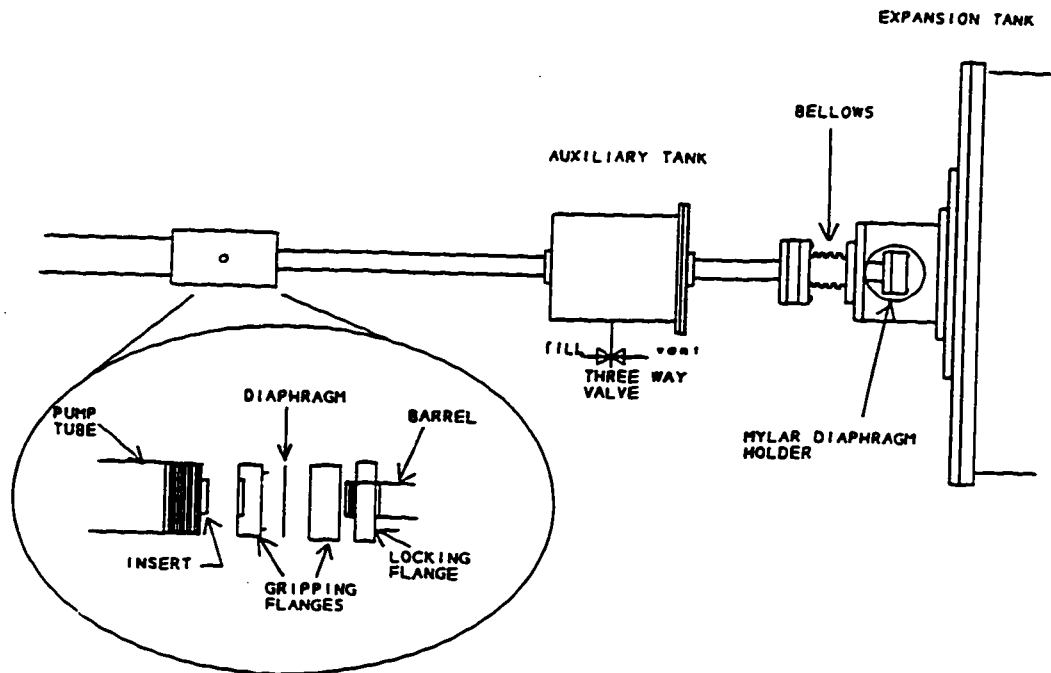 EXPANSION TANK
BELLOWS
AUXILIARY TANK
FILL
vent
THREE WAY
VALVE
DIAPHRAGM
PUMP
TUBE
BARREL
MYLAR DIAPHRAGM
HOLDER
INSERT
GRIPPING
FLANGES
LOCKING
FLANGE